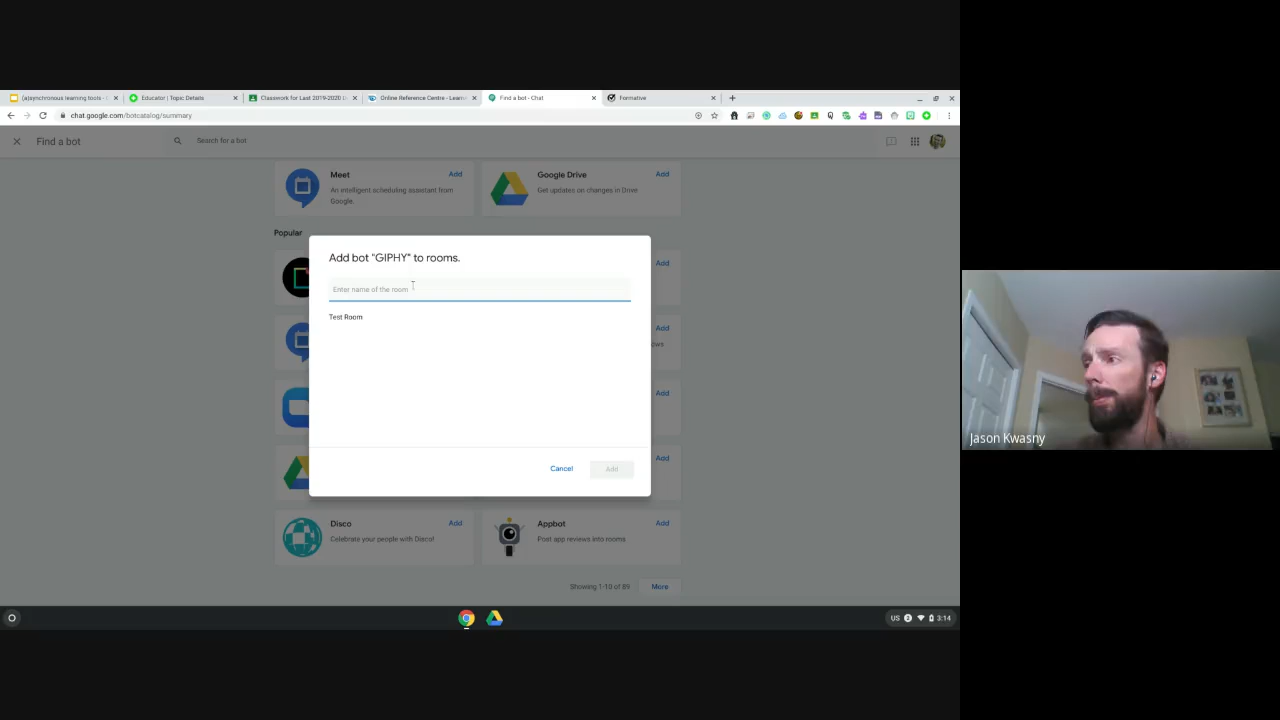 (a)synchronous learning tools -
Educator | Topic Details
Classwork for Last 2019-2020
Online Reference Centre - Learn
Find a bot - Chat
Formative
chat.google.com/botcatalog/summary
Find a bot
Search for a bot
Meet
Add
An intelligent scheduling assistant from
Google.
Google Drive
Add
Get updates on changes in Drive
Popular
Add
Add bot "GIPHY" to rooms.
Enter name of the room
Test Room
Cancel
Add
Add
Add
Add
Disco
Add
Celebrate your people with Disco!
Appbot
Add
Post app reviews into rooms
Showing 1-10 of 89
More
US
3:14
Jason Kwasny